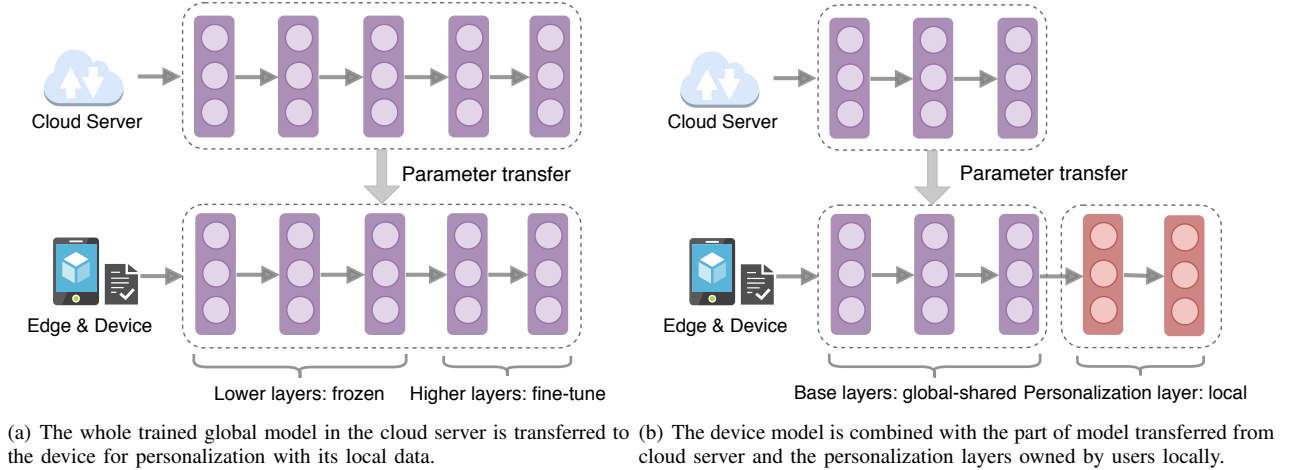 Cloud Server
Parameter transfer
Edge & Device
Lower layers: frozen
Higher layers: fine-tune
(a) The whole trained global model in the cloud server is transferred to
the device for personalization with its local data.
Cloud Server
Parameter transfer
Edge & Device
Base layers: global-shared
Personalization layer: local
(b) The device model is combined with the part of model transferred from
cloud server and the personalization layers owned by users locally.